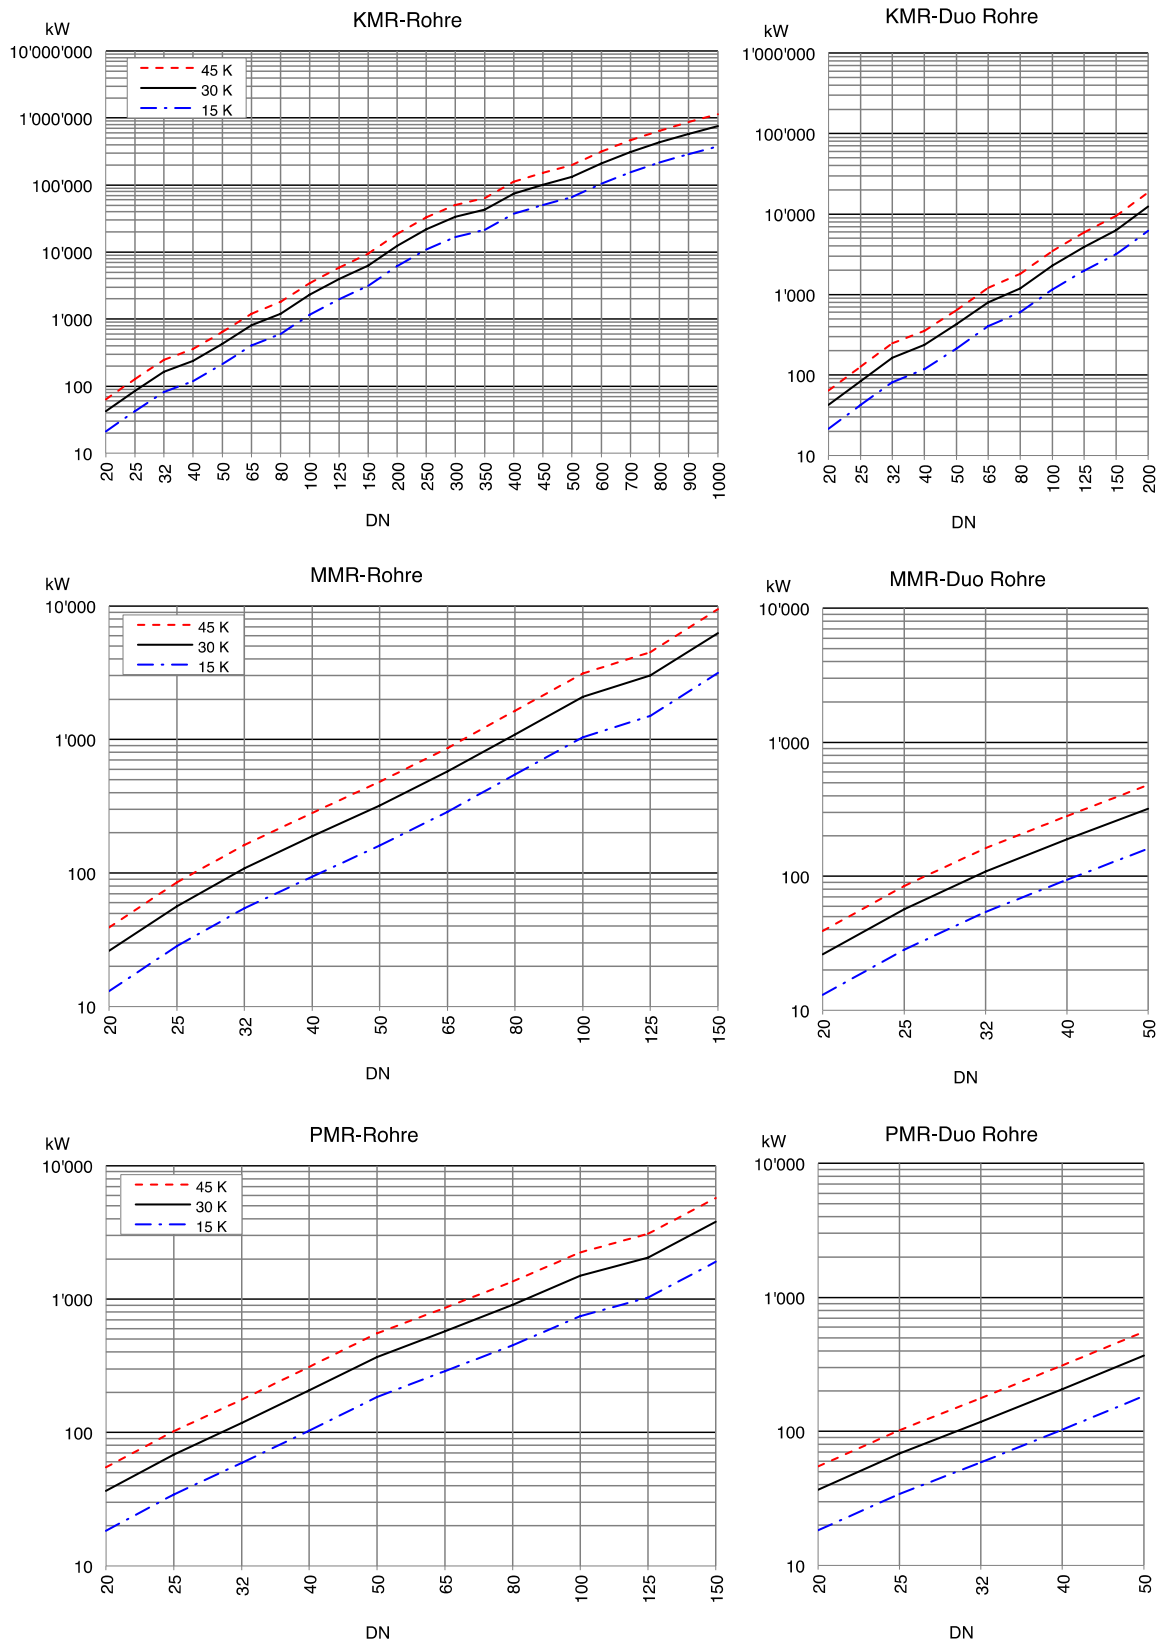 KMR-Rohre
kW
10'000'000
1'000'000
100'000
10'000
1'000
100
10
45 K
30 K
15 K
20 25 32 40 50 65 80 100 125 150 200 250 300 350 400 450 500 600 700 800 900 1000
DN
KMR-Duo Rohre
kW
1'000'000
100'000
10'000
1'000
100
10
20 25 32 40 50 65 80 100 125 150 200
DN
MMR-Rohre
kW
10'000
1'000
100
10
45 K
30 K
15 K
20 25 32 40 50 65 80 100 125 150
DN
MMR-Duo Rohre
kW
10'000
1'000
100
10
20 25 32 40 50
DN
PMR-Rohre
kW
10'000
1'000
100
10
45 K
30 K
15 K
20 25 32 40 50 65 80 100 125 150
DN
PMR-Duo Rohre
kW
10'000
1'000
100
10
20 25 32 40 50
DN